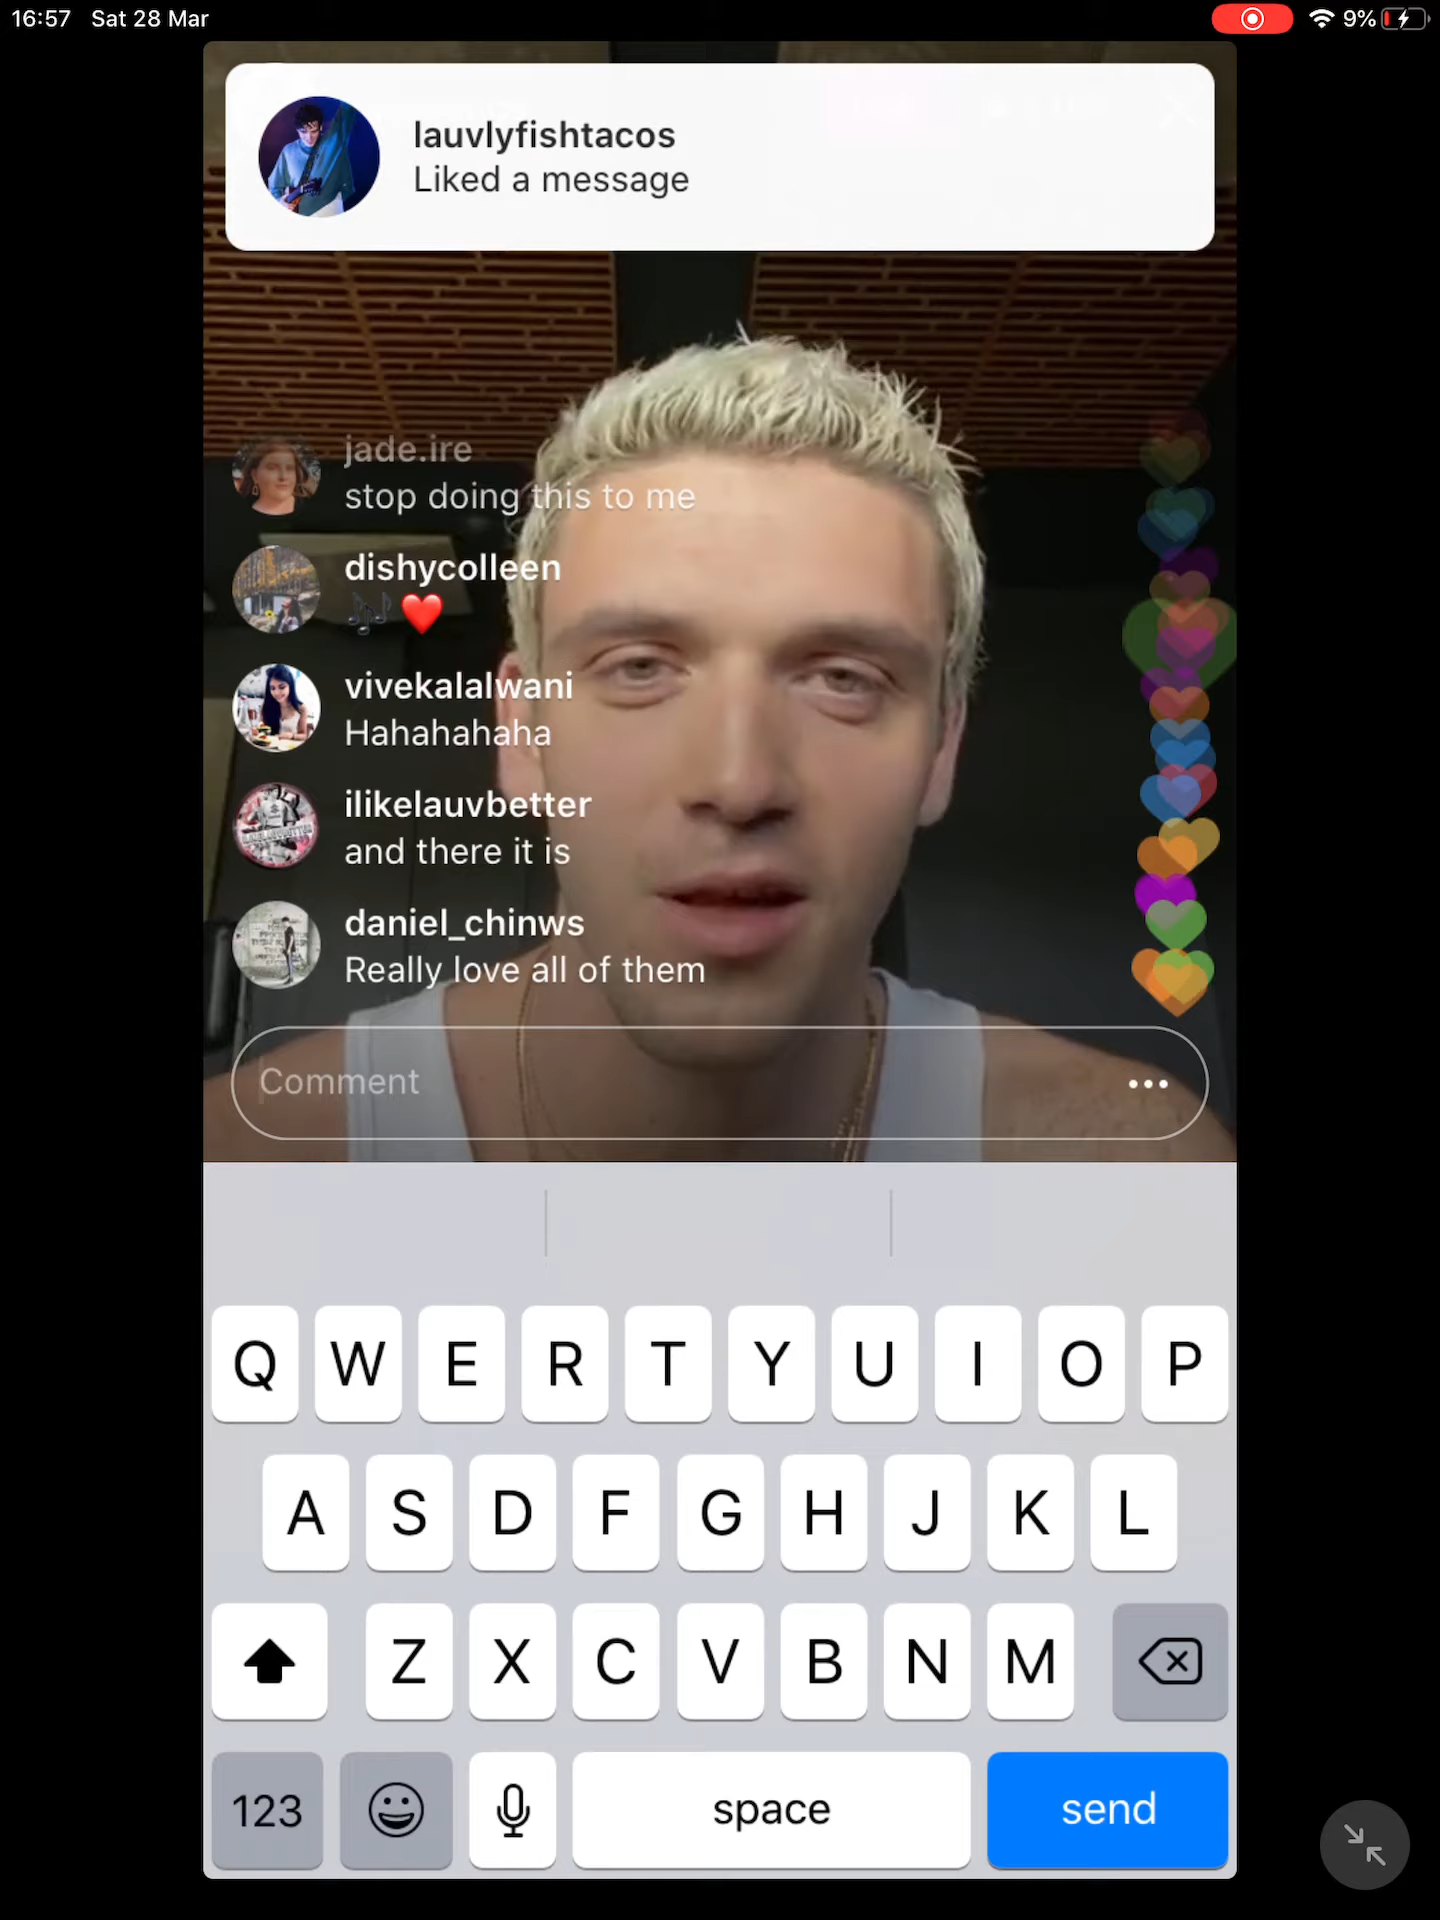 16:57 Sat 28 Mar
9%
lauvlyfishtacos
Liked a message
jade.ire
stop doing this to me
dishycolleen
🎶❤️
vivekalalwani
Hahahahaha
ilikelauvbetter
and there it is
daniel_chinws
Really love all of them
Comment
Q W E R T Y U I O P
A S D F G H J K L
Z X C V B N M
123 space send